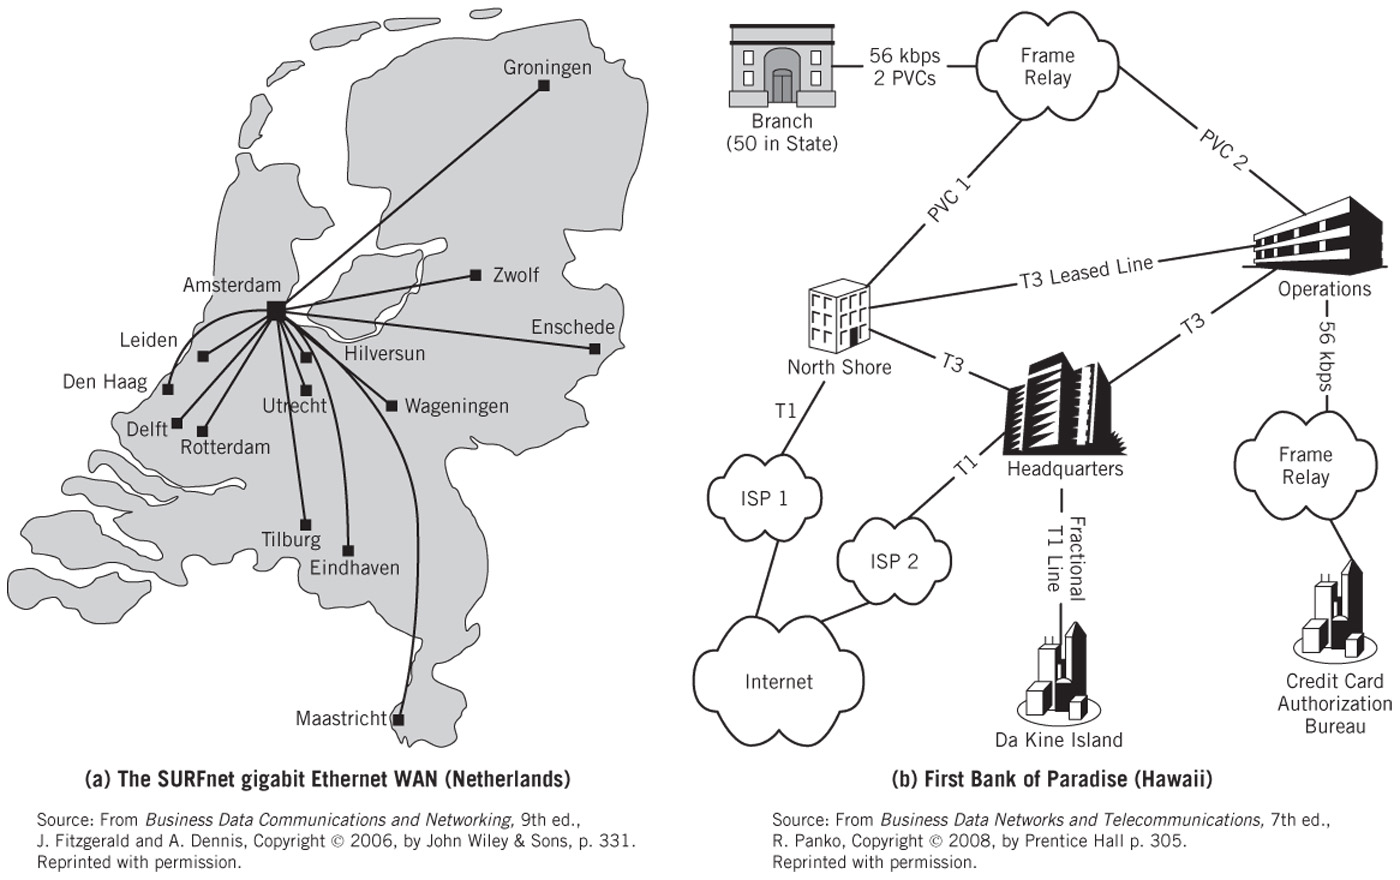 Groningen
Amsterdam
Zwolf
Leiden
Enschede
Hilversun
Den Haag
Utrecht
Wageningen
Delft
Rotterdam
Tilburg
Eindhaven
Maastricht
(a) The SURFnet gigabit Ethernet WAN (Netherlands)
Source: From Business Data Communications and Networking, 9th ed.,
J. Fitzgerald and A. Dennis, Copyright © 2006, by John Wiley & Sons, p. 331.
Reprinted with permission.
Branch
(50 in State)
56 kbps
2 PVCs
Frame
Relay
PVC 1
PVC 2
T3 Leased Line
Operations
North Shore
T3
T3
56 kbps
T1
Headquarters
T1
ISP 1
ISP 2
Fractional
T1 Line
Frame
Relay
Internet
Da Kine Island
Credit Card
Authorization
Bureau
(b) First Bank of Paradise (Hawaii)
Source: From Business Data Networks and Telecommunications, 7th ed.,
R. Panko, Copyright © 2008, by Prentice Hall p. 305.
Reprinted with permission.